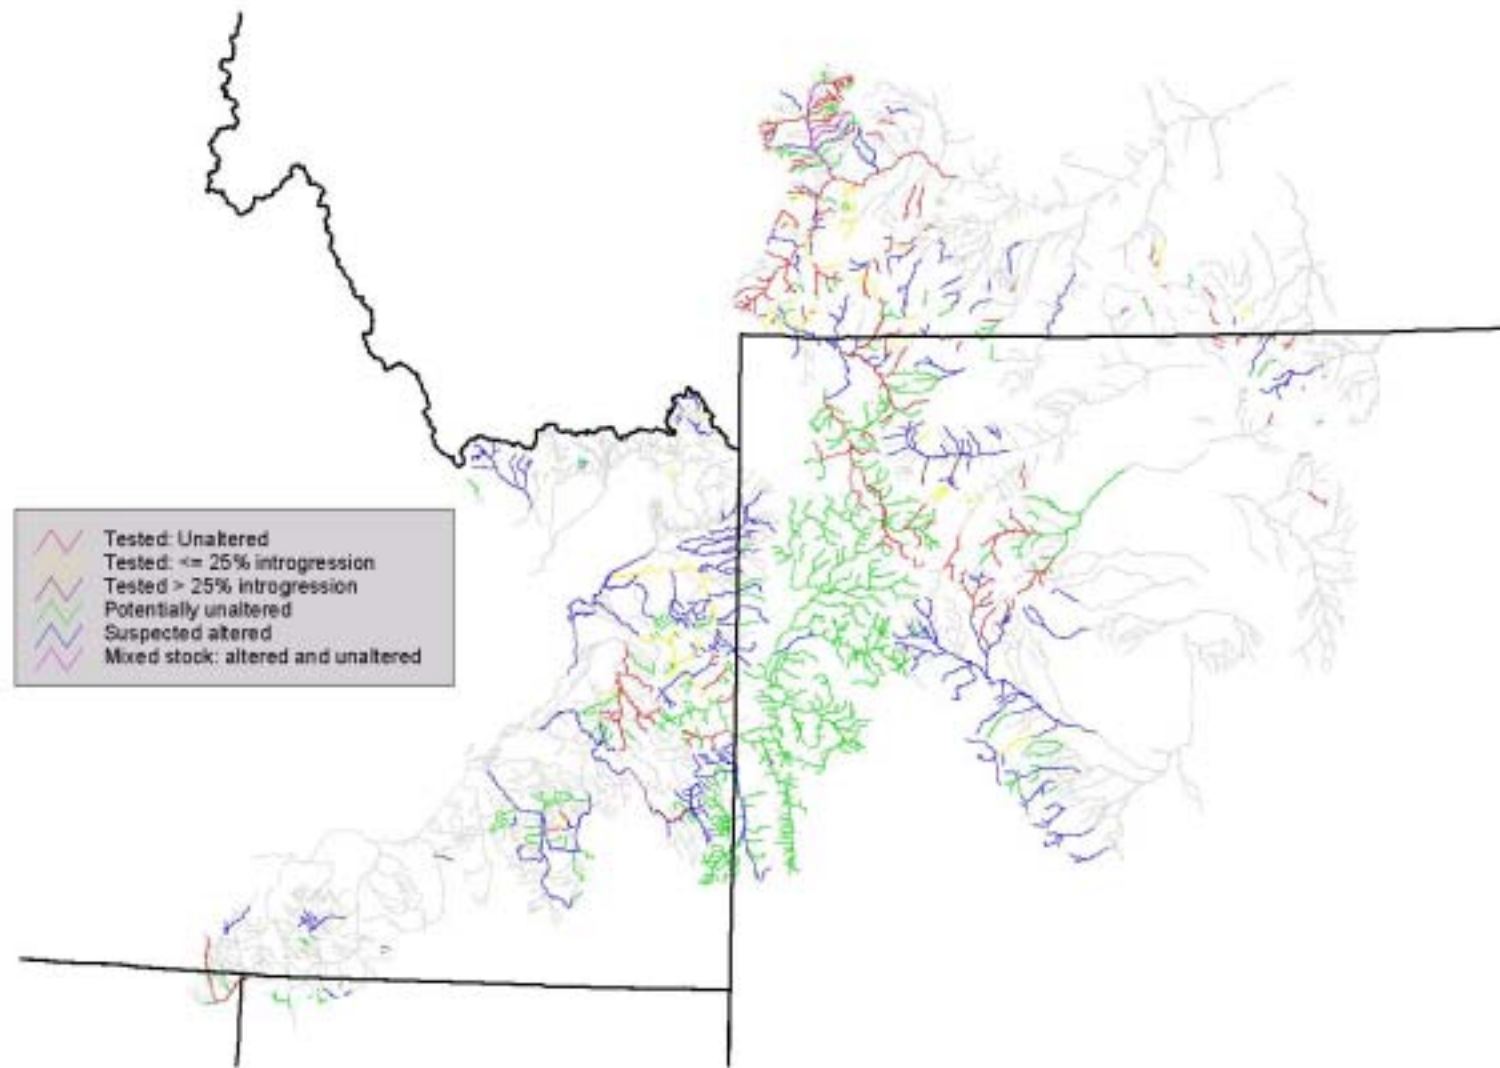 Tested: Unaltered
Tested: <= 25% introgression
Tested > 25% introgression
Potentially unaltered
Suspected altered
Mixed stock: altered and unaltered